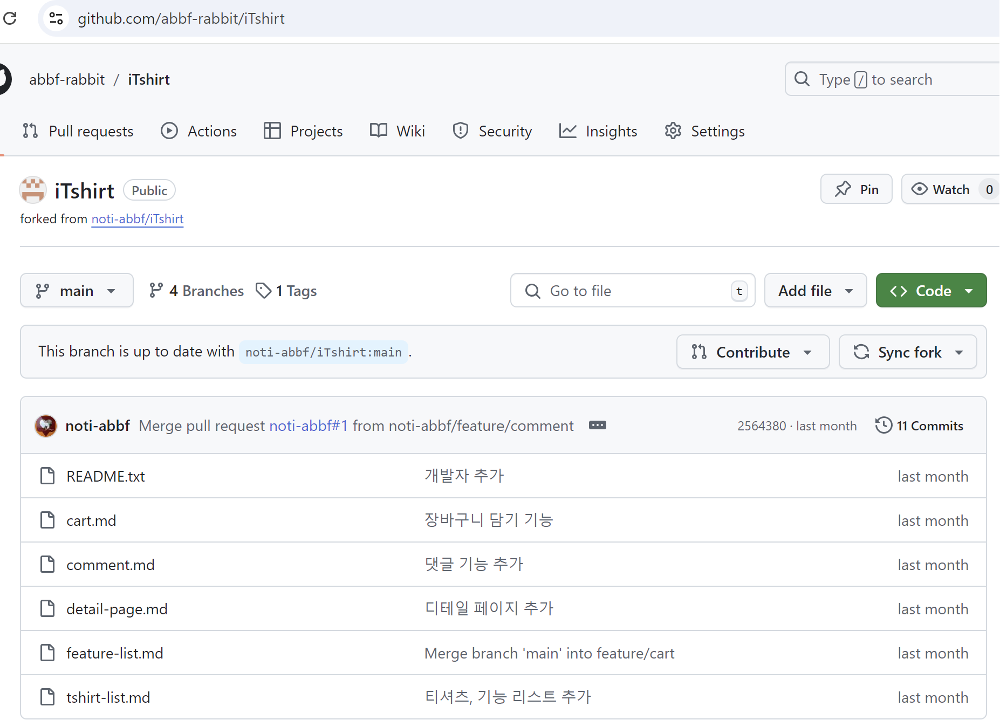 github.com/abbf-rabbit/iTshirt
abbf-rabbit / iTshirt
Type / to search
Pull requests Actions Projects Wiki Security Insights Settings
iTshirt Public
Pin Watch 0
forked from noti-abbf/iTshirt
main 4 Branches 1 Tags Go to file t Add file Code
This branch is up to date with noti-abbf/iTshirt:main . Contribute Sync fork
noti-abbf Merge pull request noti-abbf#1 from noti-abbf/feature/comment 2564380 · last month 11 Commits
README.txt 개발자 추가 last month
cart.md 장바구니 담기 기능 last month
comment.md 댓글 기능 추가 last month
detail-page.md 디테일 페이지 추가 last month
feature-list.md Merge branch 'main' into feature/cart last month
tshirt-list.md 티셔츠, 기능 리스트 추가 last month